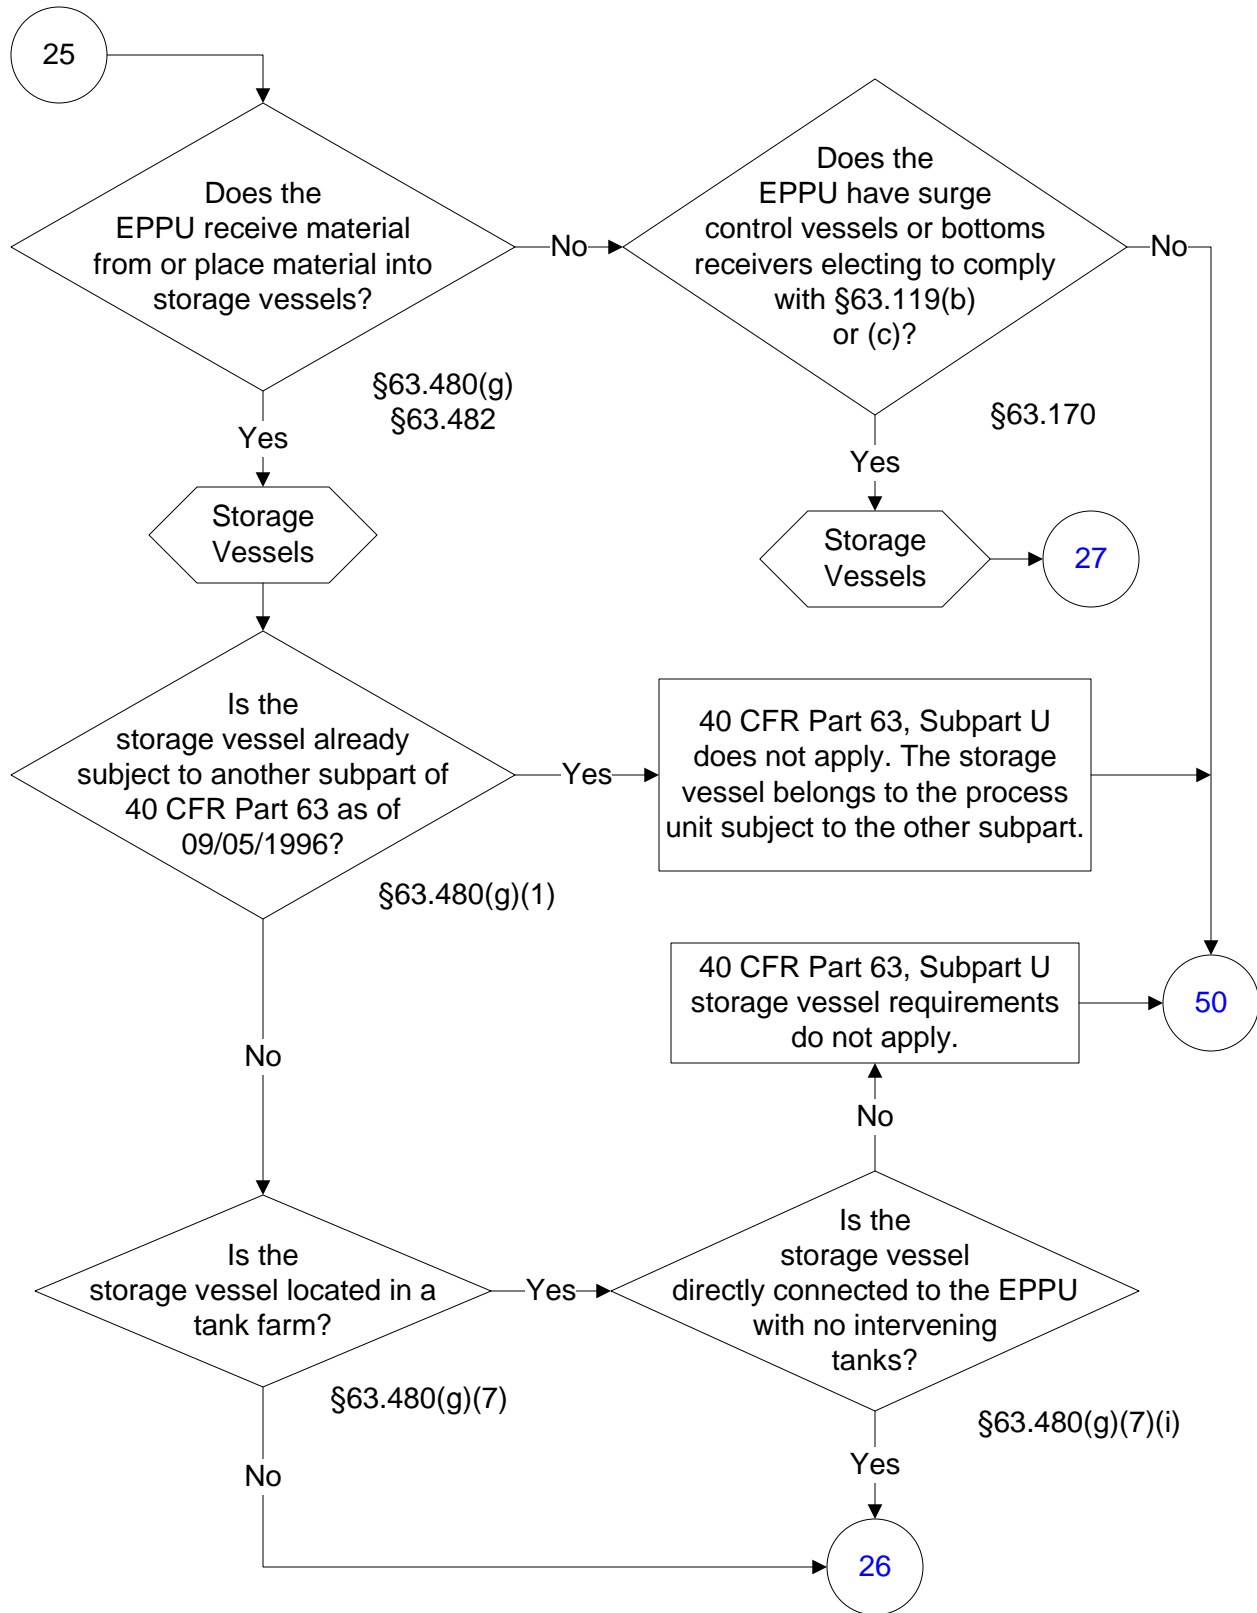 25
Does the
EPPU receive material
from or place material into
storage vessels?
No
Does the
EPPU have surge
control vessels or bottoms
receivers electing to comply
with §63.119(b)
or (c)?
No
§63.480(g)
§63.482
Yes
§63.170
Yes
Storage
Vessels
Storage
Vessels
27
Is the
storage vessel already
subject to another subpart of
40 CFR Part 63 as of
09/05/1996?
Yes
40 CFR Part 63, Subpart U
does not apply. The storage
vessel belongs to the process
unit subject to the other subpart.
§63.480(g)(1)
40 CFR Part 63, Subpart U
storage vessel requirements
do not apply.
50
No
No
Is the
storage vessel located in a
tank farm?
Yes
Is the
storage vessel
directly connected to the EPPU
with no intervening
tanks?
§63.480(g)(7)
§63.480(g)(7)(i)
No
Yes
26